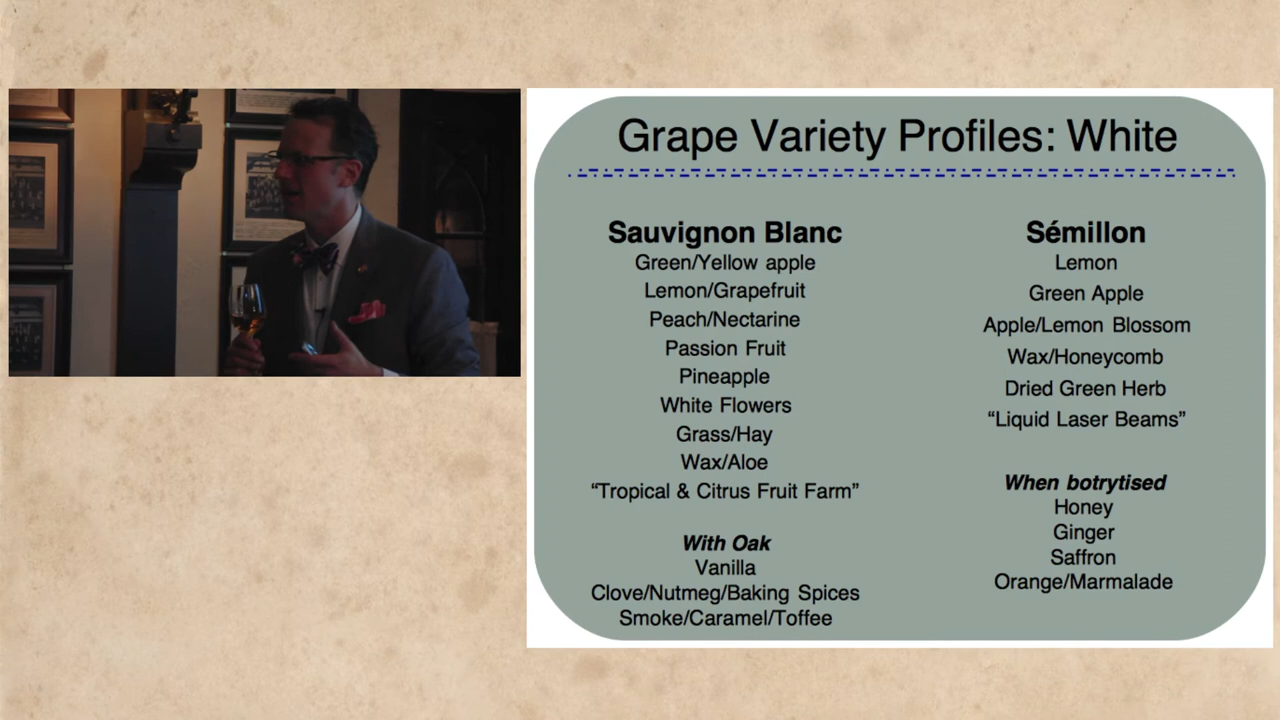 Grape Variety Profiles: White
Sauvignon Blanc
Green/Yellow apple
Lemon/Grapefruit
Peach/Nectarine
Passion Fruit
Pineapple
White Flowers
Grass/Hay
Wax/Aloe
“Tropical & Citrus Fruit Farm”
With Oak
Vanilla
Clove/Nutmeg/Baking Spices
Smoke/Caramel/Toffee
Sémillon
Lemon
Green Apple
Apple/Lemon Blossom
Wax/Honeycomb
Dried Green Herb
“Liquid Laser Beams”
When botrytised
Honey
Ginger
Saffron
Orange/Marmalade